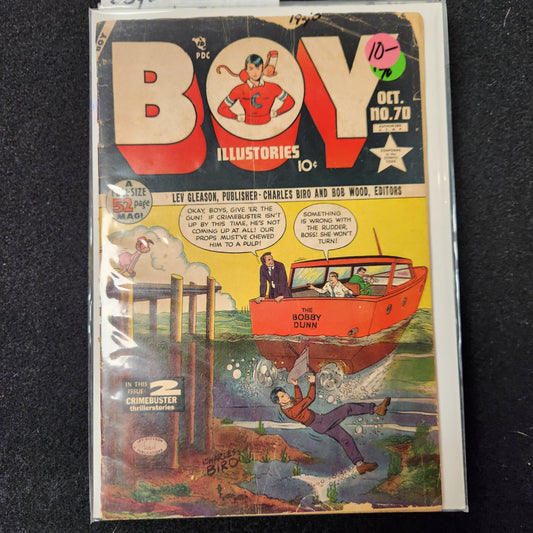 BOY
PDC
BOY
C
10-
OCT.
NO. 70
ILLUSTORIES
10¢
A
52 page
MAG!
LEV GLEASON, PUBLISHER - CHARLES BIRO AND BOB WOOD, EDITORS
OKAY, BOYS, GIVE 'ER THE
GUN! IF CRIMEBUSTER ISN'T
UP BY THIS TIME, HE'S NOT
COMING UP AT ALL! OUR
PROPS MUST'VE CHEWED
HIM TO A PULP!
SOMETHING
IS WRONG WITH
THE RUDDER,
BOSS! SHE WON'T
TURN!
THE
BOBBY
DUNN
IN THIS
ISSUE 2
CRIMEBUSTER
thrillerstories
CHARLES
BIRO